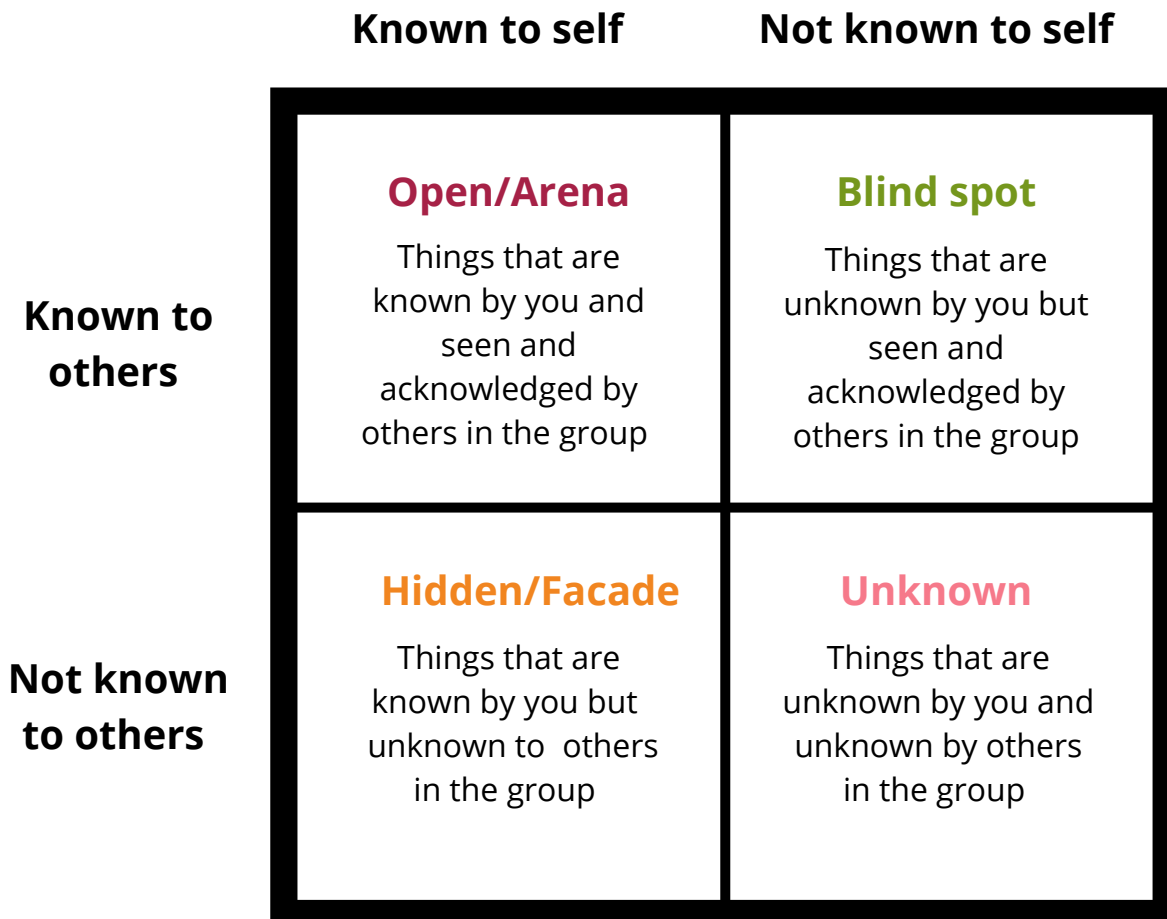 Known to self
Not known to self
Known to
others
Open/Arena
Things that are
known by you and
seen and
acknowledged by
others in the group
Blind spot
Things that are
unknown by you but
seen and
acknowledged by
others in the group
Not known
to others
Hidden/Facade
Things that are
known by you but
unknown to  others
in the group
Unknown
Things that are
unknown by you and
unknown by others
in the group